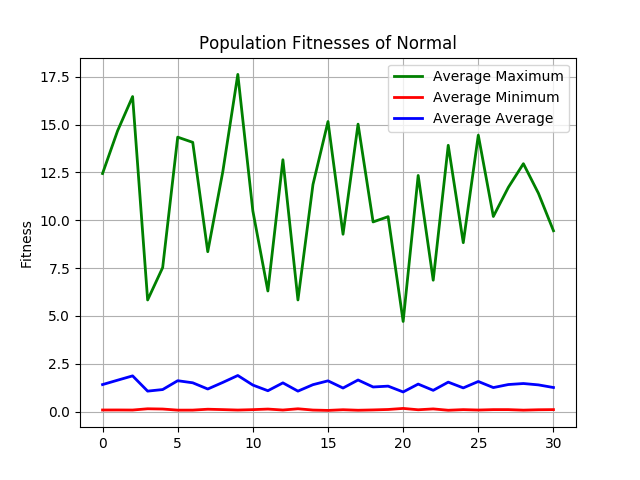 Population Fitnesses of Normal
Average Maximum
Average Minimum
Average Average
Fitness
17.5
15.0
12.5
10.0
7.5
5.0
2.5
0.0
0 5 10 15 20 25 30